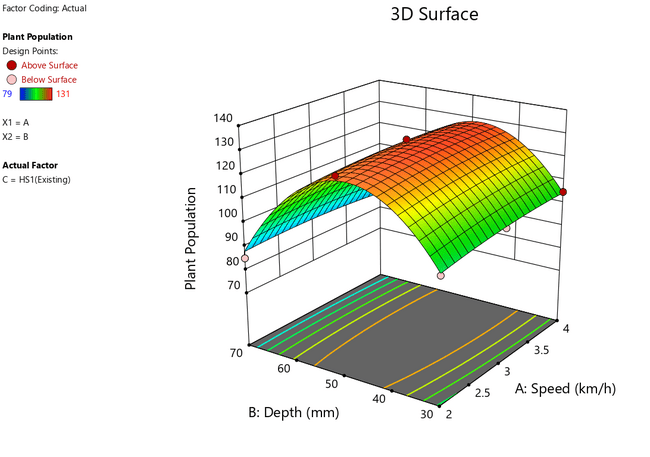 Factor Coding: Actual
3D Surface
Plant Population
Design Points:
Above Surface
Below Surface
79 131
X1 = A
X2 = B
Actual Factor
C = HS1(Existing)
Plant Population
140
130
120
110
100
90
80
70
70
60
50
40
30
2
2.5
3
3.5
4
B: Depth (mm)
A: Speed (km/h)